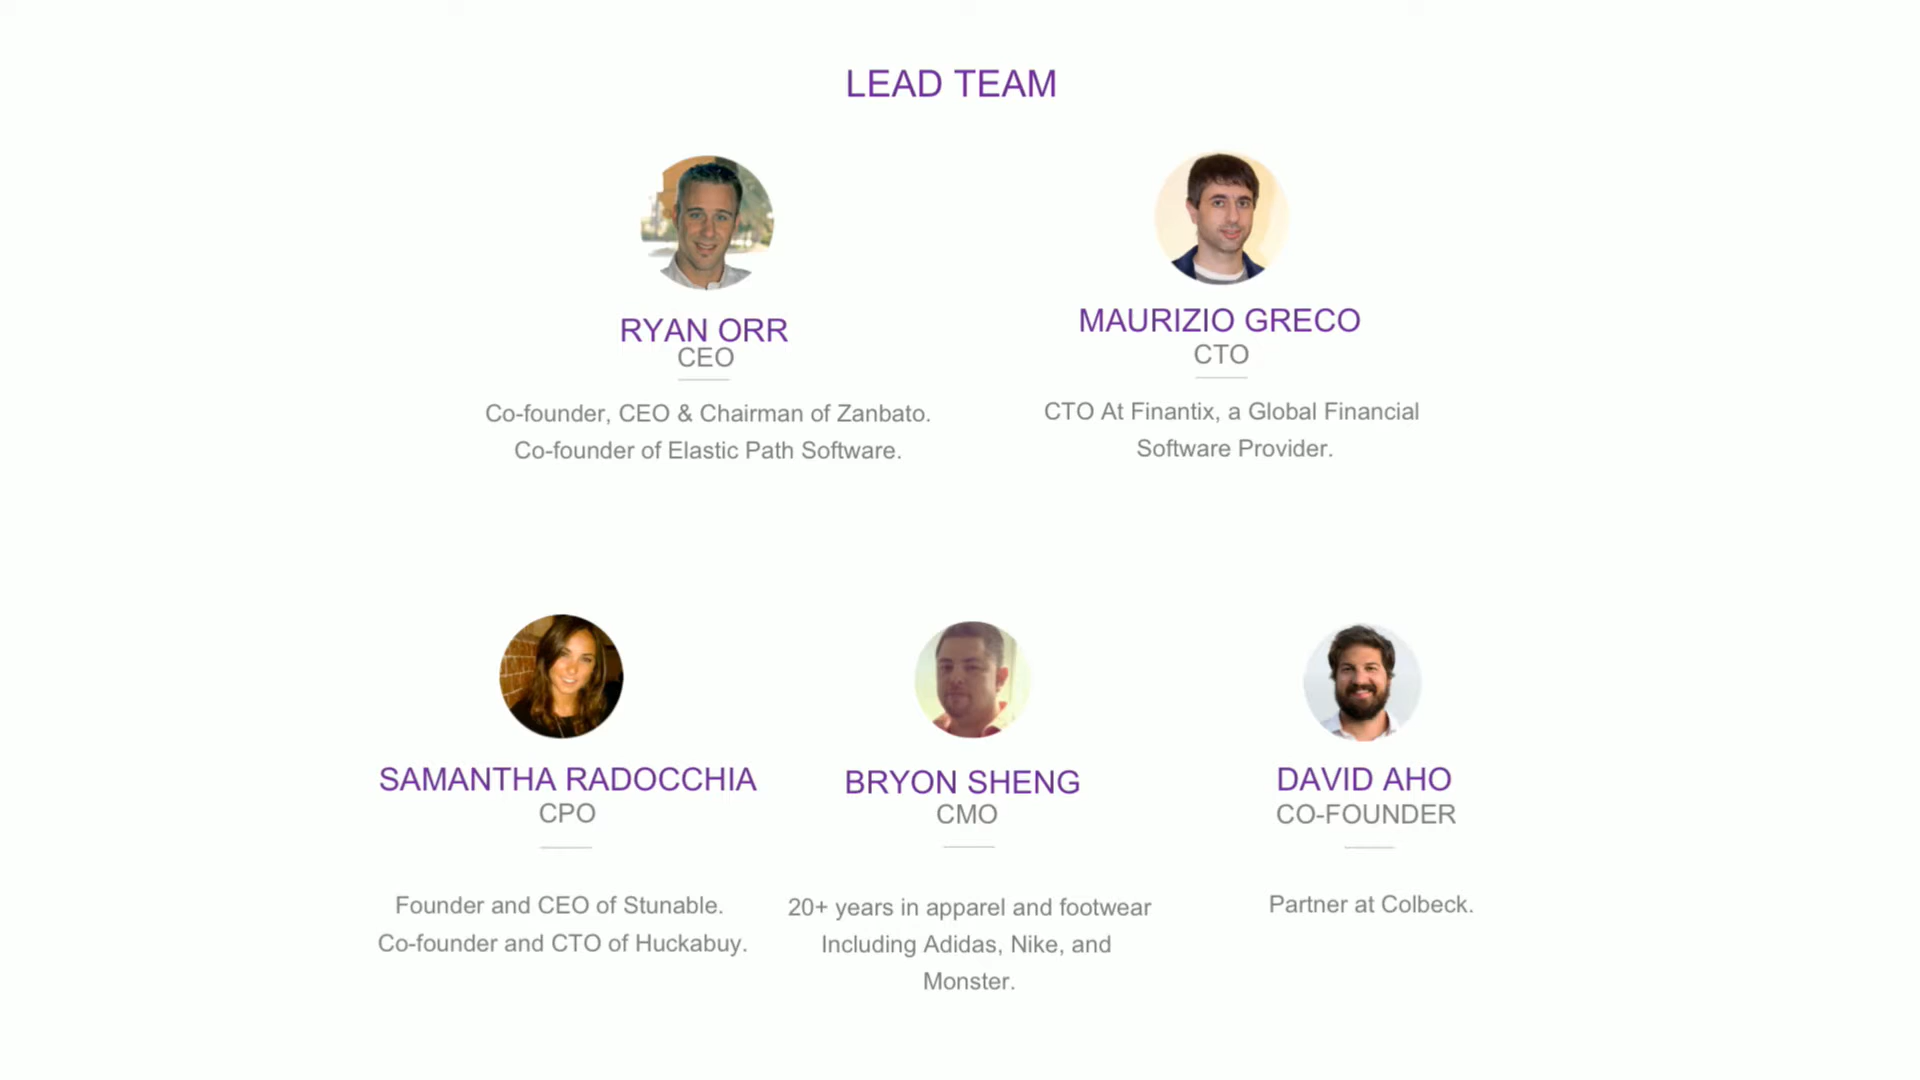 LEAD TEAM
RYAN ORR
CEO
Co-founder, CEO & Chairman of Zanbato.
Co-founder of Elastic Path Software.
MAURIZIO GRECO
CTO
CTO At Finantix, a Global Financial
Software Provider.
SAMANTHA RADOCCHIA
CPO
Founder and CEO of Stunable.
Co-founder and CTO of Huckabuy.
BRYON SHENG
CMO
20+ years in apparel and footwear
Including Adidas, Nike, and
Monster.
DAVID AHO
CO-FOUNDER
Partner at Colbeck.